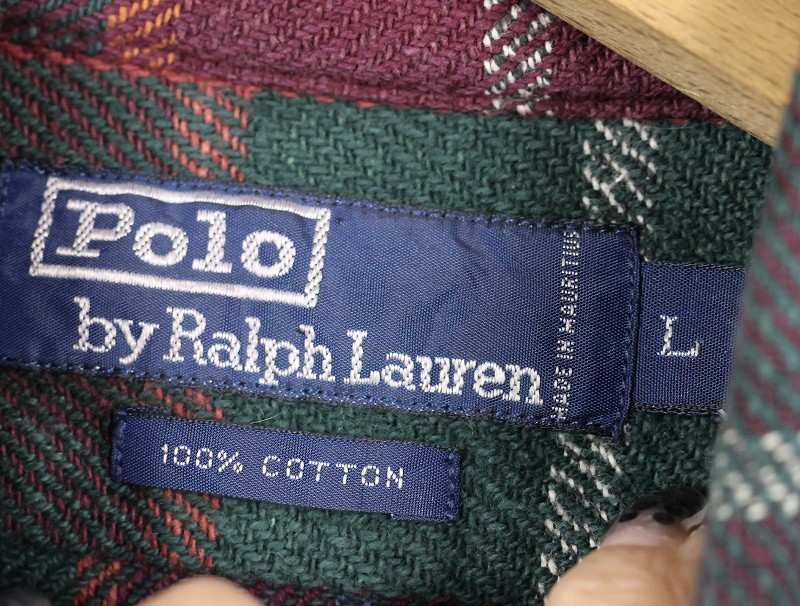 Polo
by Ralph Lauren
MADE IN MAURITIUS
L
100% COTTON